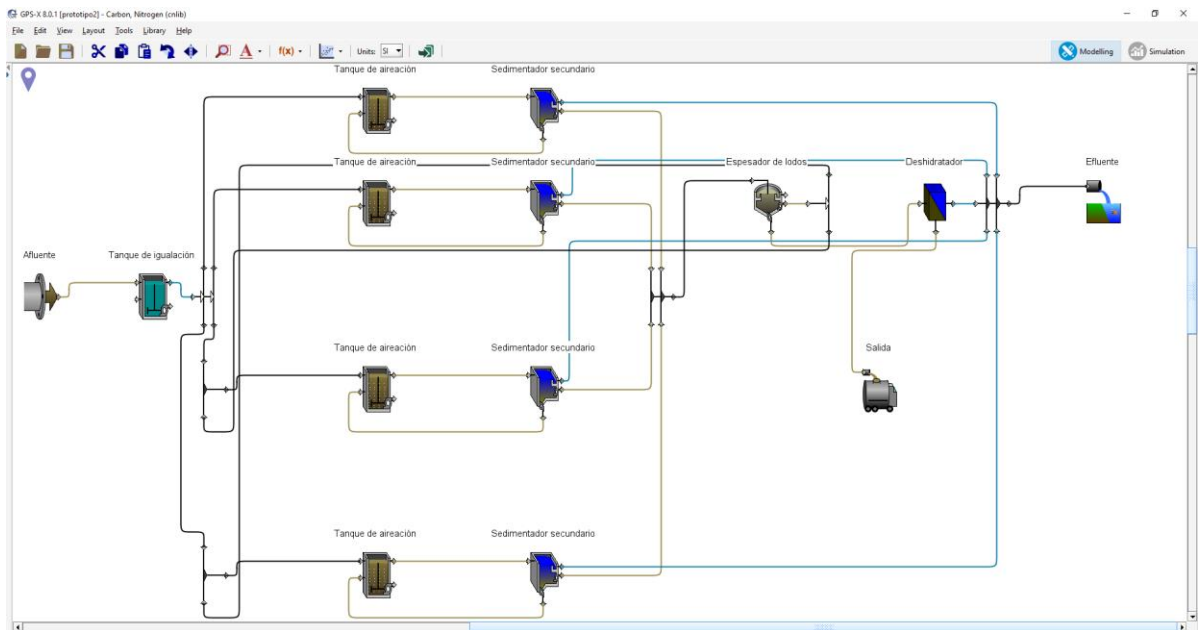 GPS-X 8.0.1 [prototipo2] - Carbon, Nitrogen (cnlib)
File Edit View Layout Tools Library Help
A f(x) Units: SI Modelling Simulation
Tanque de aireación Sedimentador secundario
Tanque de aireación Sedimentador secundario Espesador de lodos Deshidratador Efluente
Afluente Tanque de igualación
Tanque de aireación Sedimentador secundario Salida
Tanque de aireación Sedimentador secundario